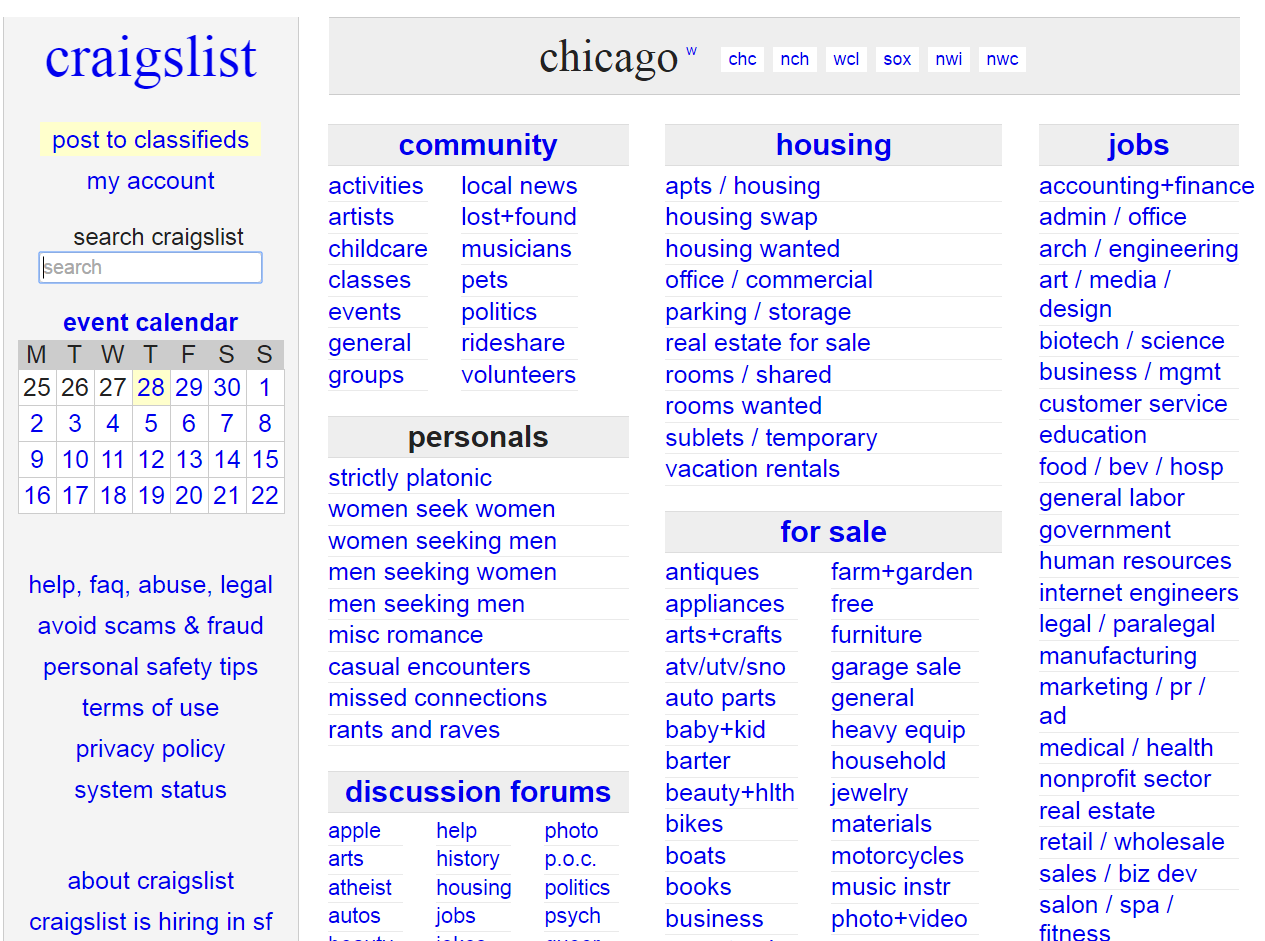 craigslist
post to classifieds
my account
search craigslist
search
event calendar
M T W T F S S
25 26 27 28 29 30 1
2 3 4 5 6 7 8
9 10 11 12 13 14 15
16 17 18 19 20 21 22
help, faq, abuse, legal
avoid scams & fraud
personal safety tips
terms of use
privacy policy
system status
about craigslist
craigslist is hiring in sf
chicago w chc nch wcl sox nwi nwc
community
activities
artists
childcare
classes
events
general
groups
local news
lost+found
musicians
pets
politics
rideshare
volunteers
personals
strictly platonic
women seek women
women seeking men
men seeking women
men seeking men
misc romance
casual encounters
missed connections
rants and raves
discussion forums
apple
arts
atheist
autos
beauty
help
history
housing
jobs
jokes
photo
p.o.c.
politics
psych
queer
housing
apts / housing
housing swap
housing wanted
office / commercial
parking / storage
real estate for sale
rooms / shared
rooms wanted
sublets / temporary
vacation rentals
for sale
antiques
appliances
arts+crafts
atv/utv/sno
auto parts
baby+kid
barter
beauty+hlth
bikes
boats
books
business
farm+garden
free
furniture
garage sale
general
heavy equip
household
jewelry
materials
motorcycles
music instr
photo+video
jobs
accounting+finance
admin / office
arch / engineering
art / media /
design
biotech / science
business / mgmt
customer service
education
food / bev / hosp
general labor
government
human resources
internet engineers
legal / paralegal
manufacturing
marketing / pr /
ad
medical / health
nonprofit sector
real estate
retail / wholesale
sales / biz dev
salon / spa /
fitness